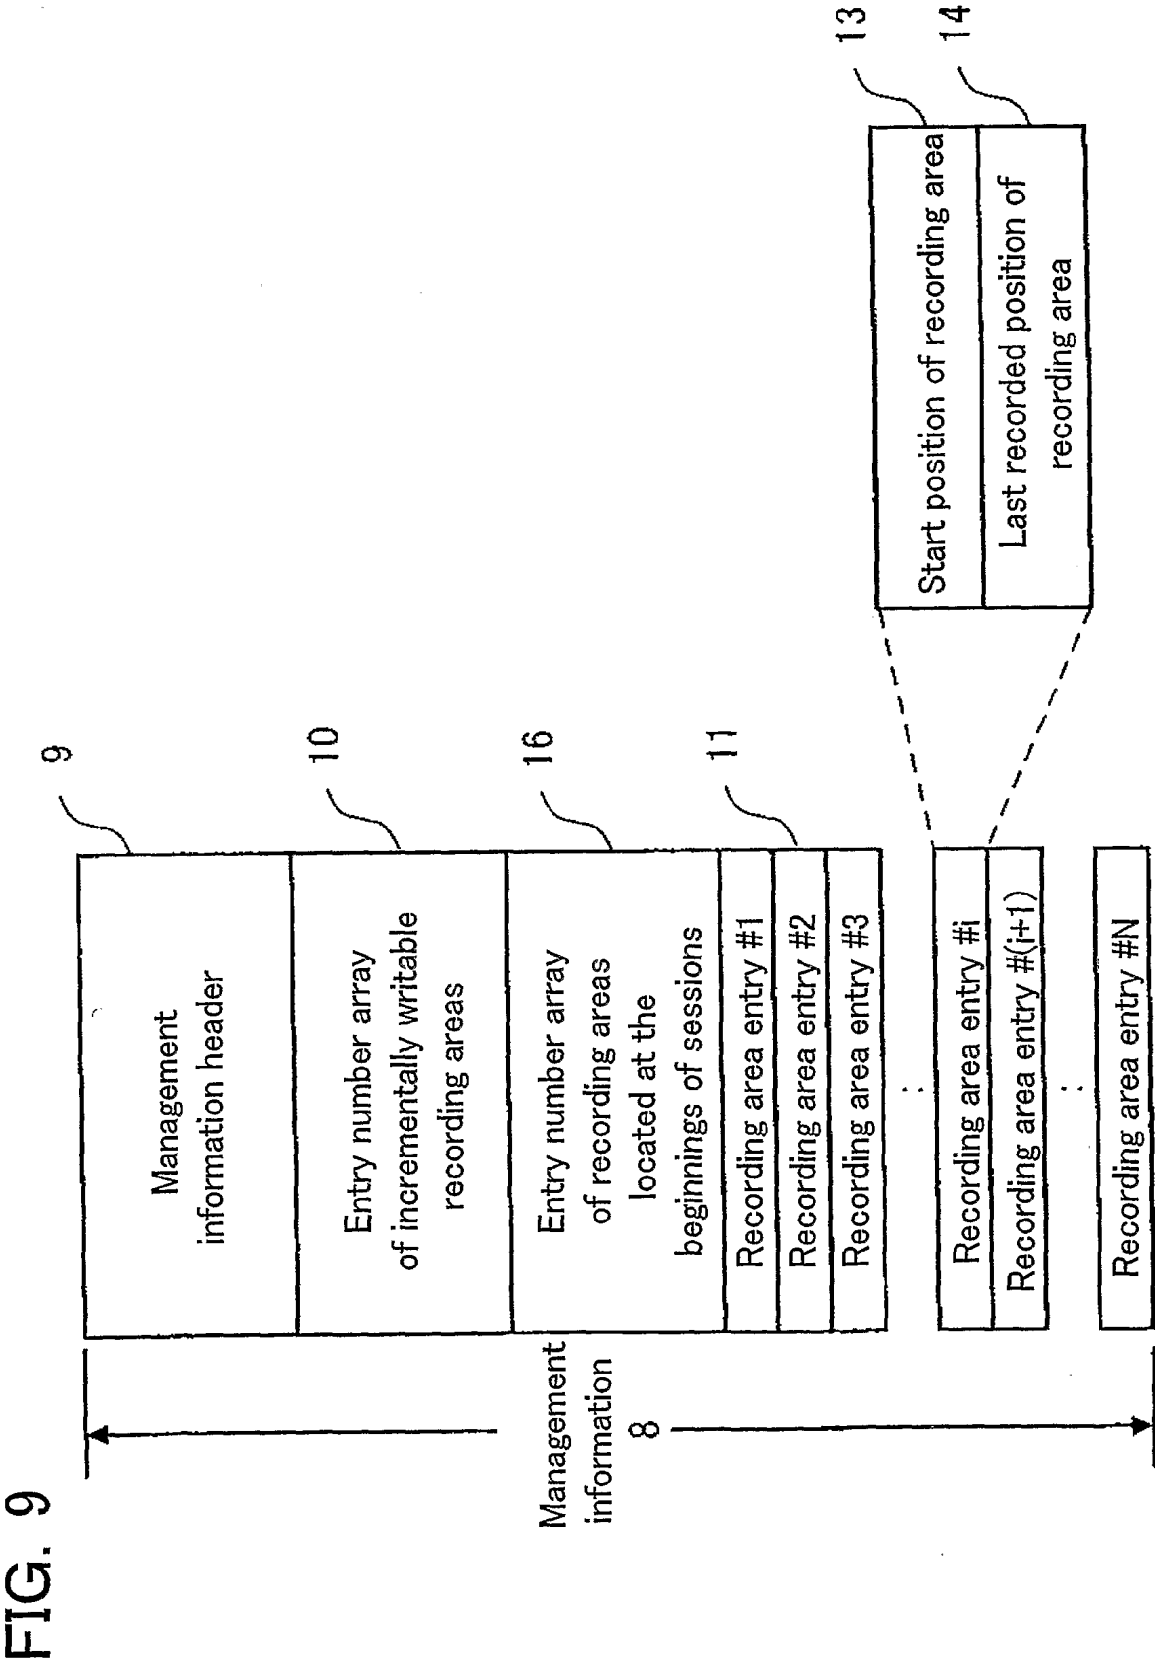 FIG. 9
Management
information
8
Management
information header
9
Entry number array
of incrementally writable
recording areas
10
Entry number array
of recording areas
located at the
beginnings of sessions
16
Recording area entry #1
Recording area entry #2
11
Recording area entry #3
:
Recording area entry #i
Recording area entry #(i+1)
:
Recording area entry #N
Start position of recording area
13
Last recorded position of
recording area
14